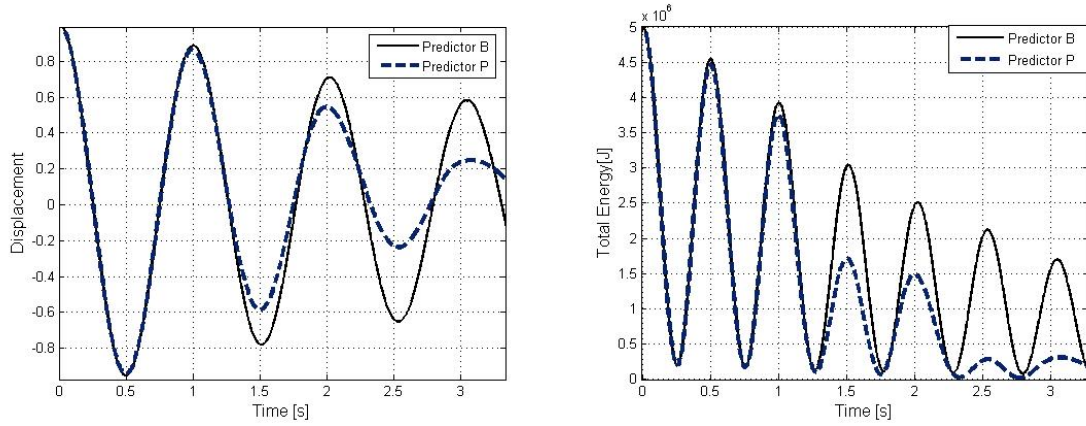 Predictor B
Predictor P
0.8
0.6
0.4
0.2
0
-0.2
-0.4
-0.6
-0.8
Displacement
0 0.5 1 1.5 2 2.5 3
Time [s]
x 10⁶
Predictor B
Predictor P
5
4.5
4
3.5
3
2.5
2
1.5
1
0.5
0
Total Energy[J]
0 0.5 1 1.5 2 2.5 3
Time [s]